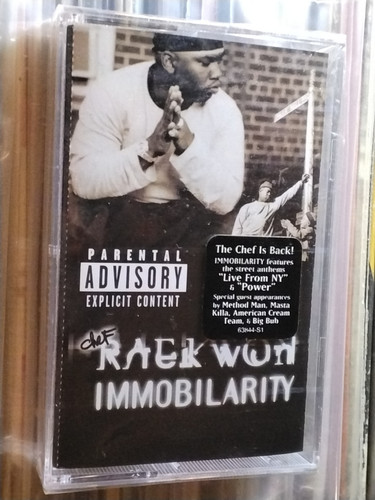 PARENTAL
ADVISORY
EXPLICIT CONTENT
The Chef Is Back!
IMMOBILARITY features
the street anthems
"Live From NY"
& "Power"
Special guest appearances
by Method Man, Masta
Killa, American Cream
Team, & Big Bub
63844-S1
chef
RAEKWON
IMMOBILARITY